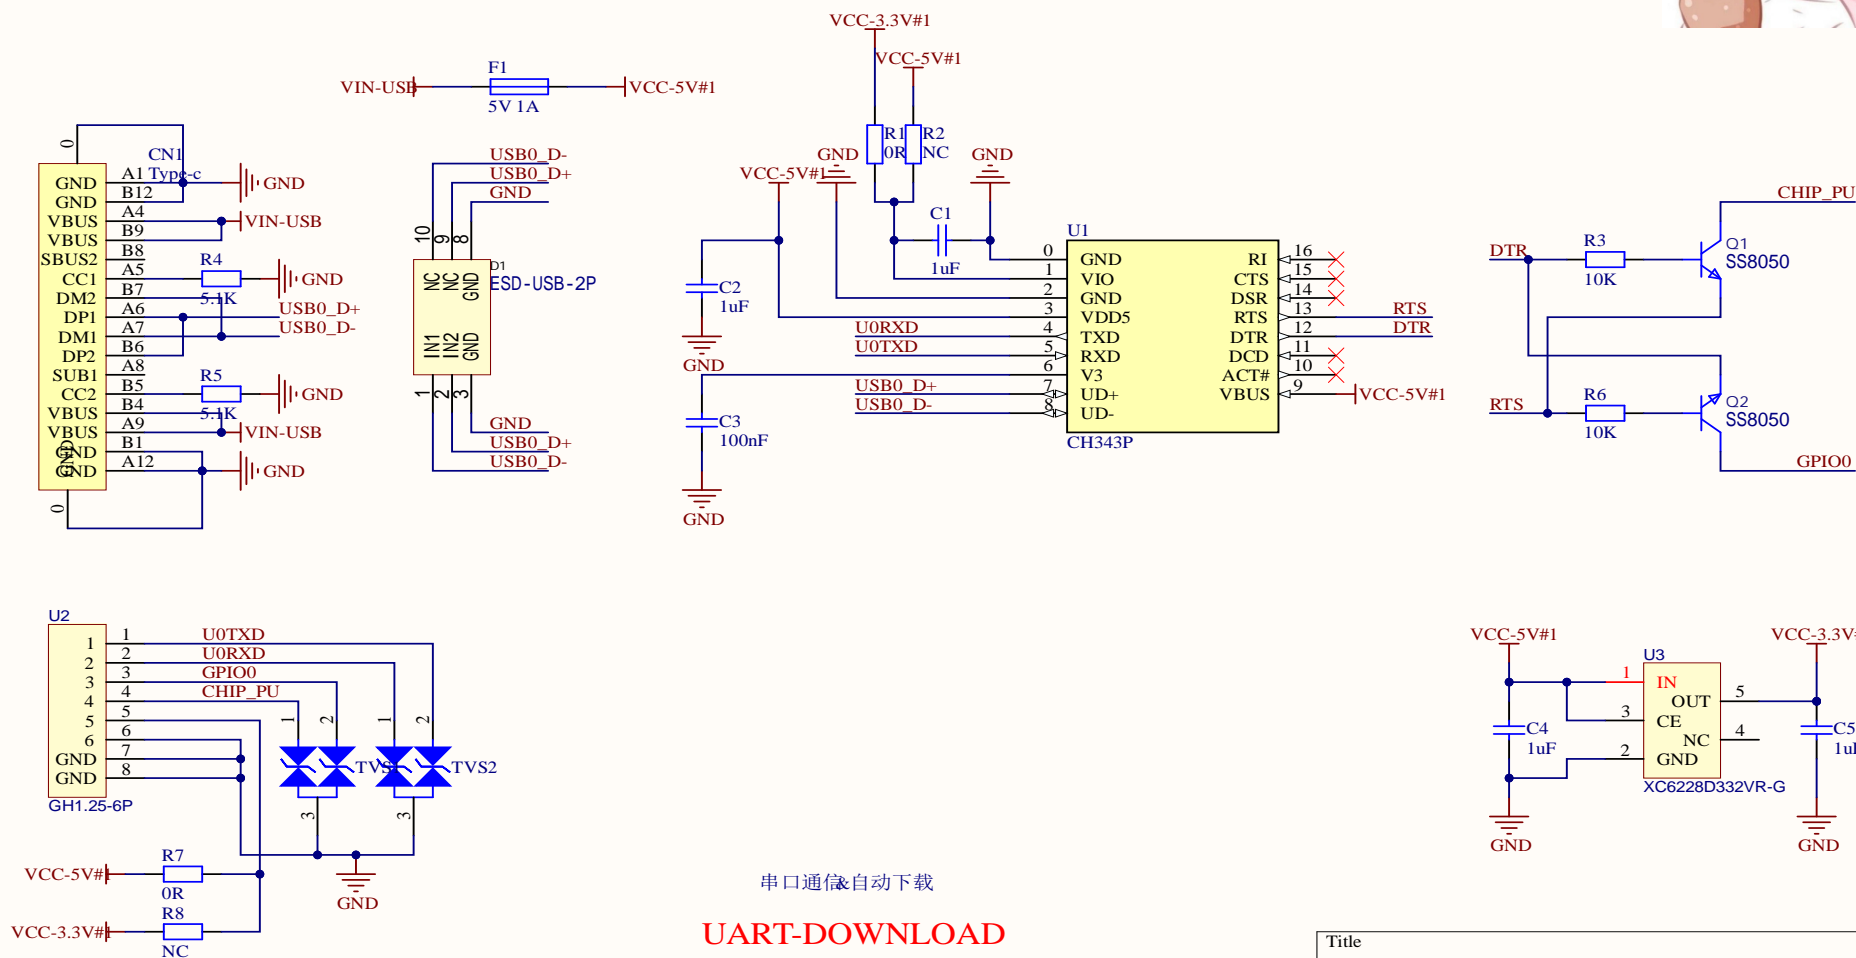 VCC-3.3V#1
VCC-5V#1
F1
VIN-USB
VCC-5V#1
5V 1A
R1
R2
0R
NC
GND
GND
VCC-5V#1
C1
1uF
C2
1uF
GND
C3
100nF
GND
0
CN1
Type-c
GND A1
GND
GND B12
VBUS A4
VIN-USB
VBUS B9
SBUS2 B8
CC1 A5
R4
5.1K
GND
DM2 B7
DP1 A6
USB0_D+
DM1 A7
USB0_D-
DP2 B6
SUB1 A8
CC2 B5
R5
5.1K
GND
VBUS B4
VBUS A9
VIN-USB
GND B1
GND A12
GND
GND
0
USB0_D-
USB0_D+
GND
10 9 8
NC NC GND
D1
ESD-USB-2P
IN1 IN2 GND
1 2 3
GND
USB0_D+
USB0_D-
U1
0 GND
1 VIO
2 GND
3 VDD5
U0RXD 4 TXD
U0TXD 5 RXD
6 V3
USB0_D+ 7 UD+
USB0_D- 8 UD-
RI 16
CTS 15
DSR 14
RTS 13 RTS
DTR 12 DTR
DCD 11
ACT# 10
VBUS 9 VCC-5V#1
CH343P
CHIP_PU
DTR
R3
10K
Q1
SS8050
RTS
R6
10K
Q2
SS8050
GPIO0
U2
1 1 U0TXD
2 2 U0RXD
3 3 GPIO0
4 4 CHIP_PU
5 5
6 6
GND 7
GND 8
GH1.25-6P
1 2 1 2
TVS1
TVS2
3 3
GND
VCC-5V#1
R7
0R
VCC-3.3V#1
R8
NC
VCC-5V#1
U3
1 IN
OUT 5
3 CE
NC 4
2 GND
XC6228D332VR-G
C4
1uF
GND
VCC-3.3V
C5
1u
GND
串口通信&自动下载
UART-DOWNLOAD
Title